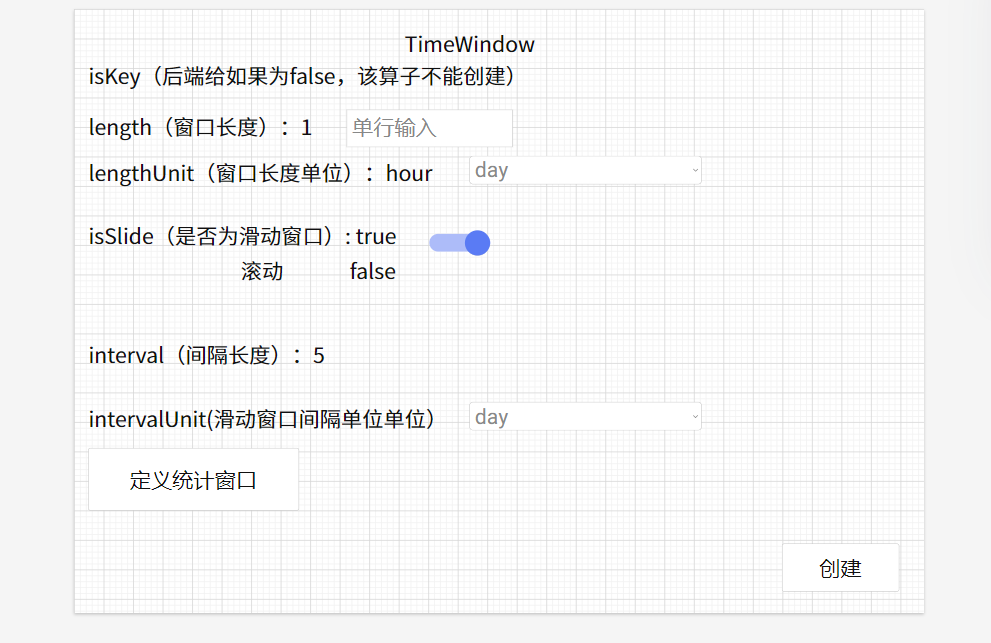 TimeWindow
isKey（后端给如果为false，该算子不能创建）
length（窗口长度）：1 单行输入
lengthUnit（窗口长度单位）：hour day
isSlide（是否为滑动窗口）: true
滚动 false
interval（间隔长度）：5
intervalUnit(滑动窗口间隔单位单位） day
定义统计窗口
创建